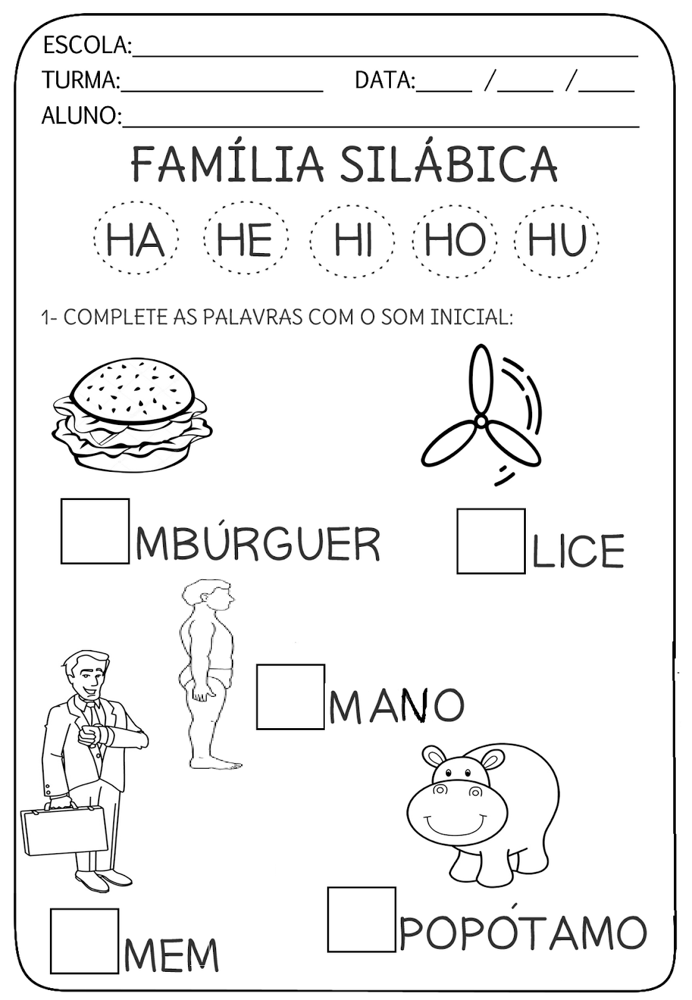 ESCOLA:
TURMA: DATA: / /
ALUNO:
FAMÍLIA SILÁBICA
HA HE HI HO HU
1- COMPLETE AS PALAVRAS COM O SOM INICIAL:
MBÚRGUER
LICE
MANO
POPÓTAMO
MEM